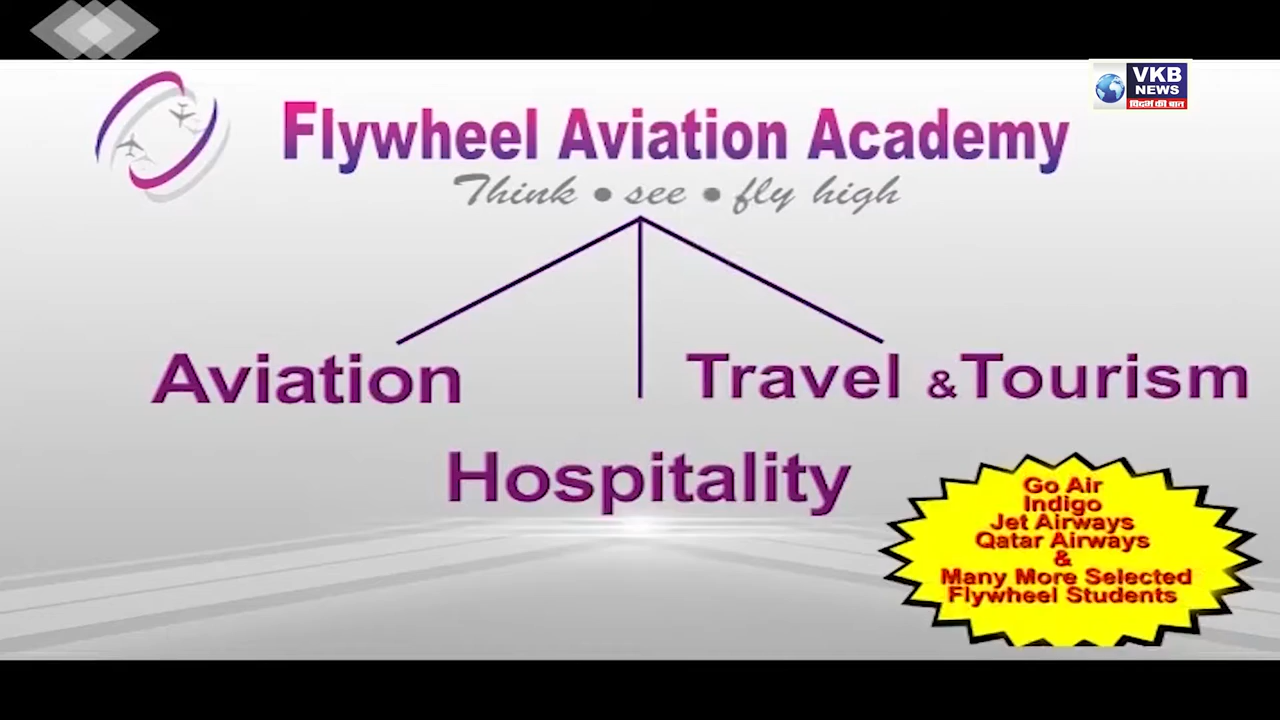 VKB
NEWS
विदर्भ की बात
Flywheel Aviation Academy
Think • see • fly high
Aviation
Travel & Tourism
Hospitality
Go Air
Indigo
Jet Airways
Qatar Airways
&
Many More Selected
Flywheel Students